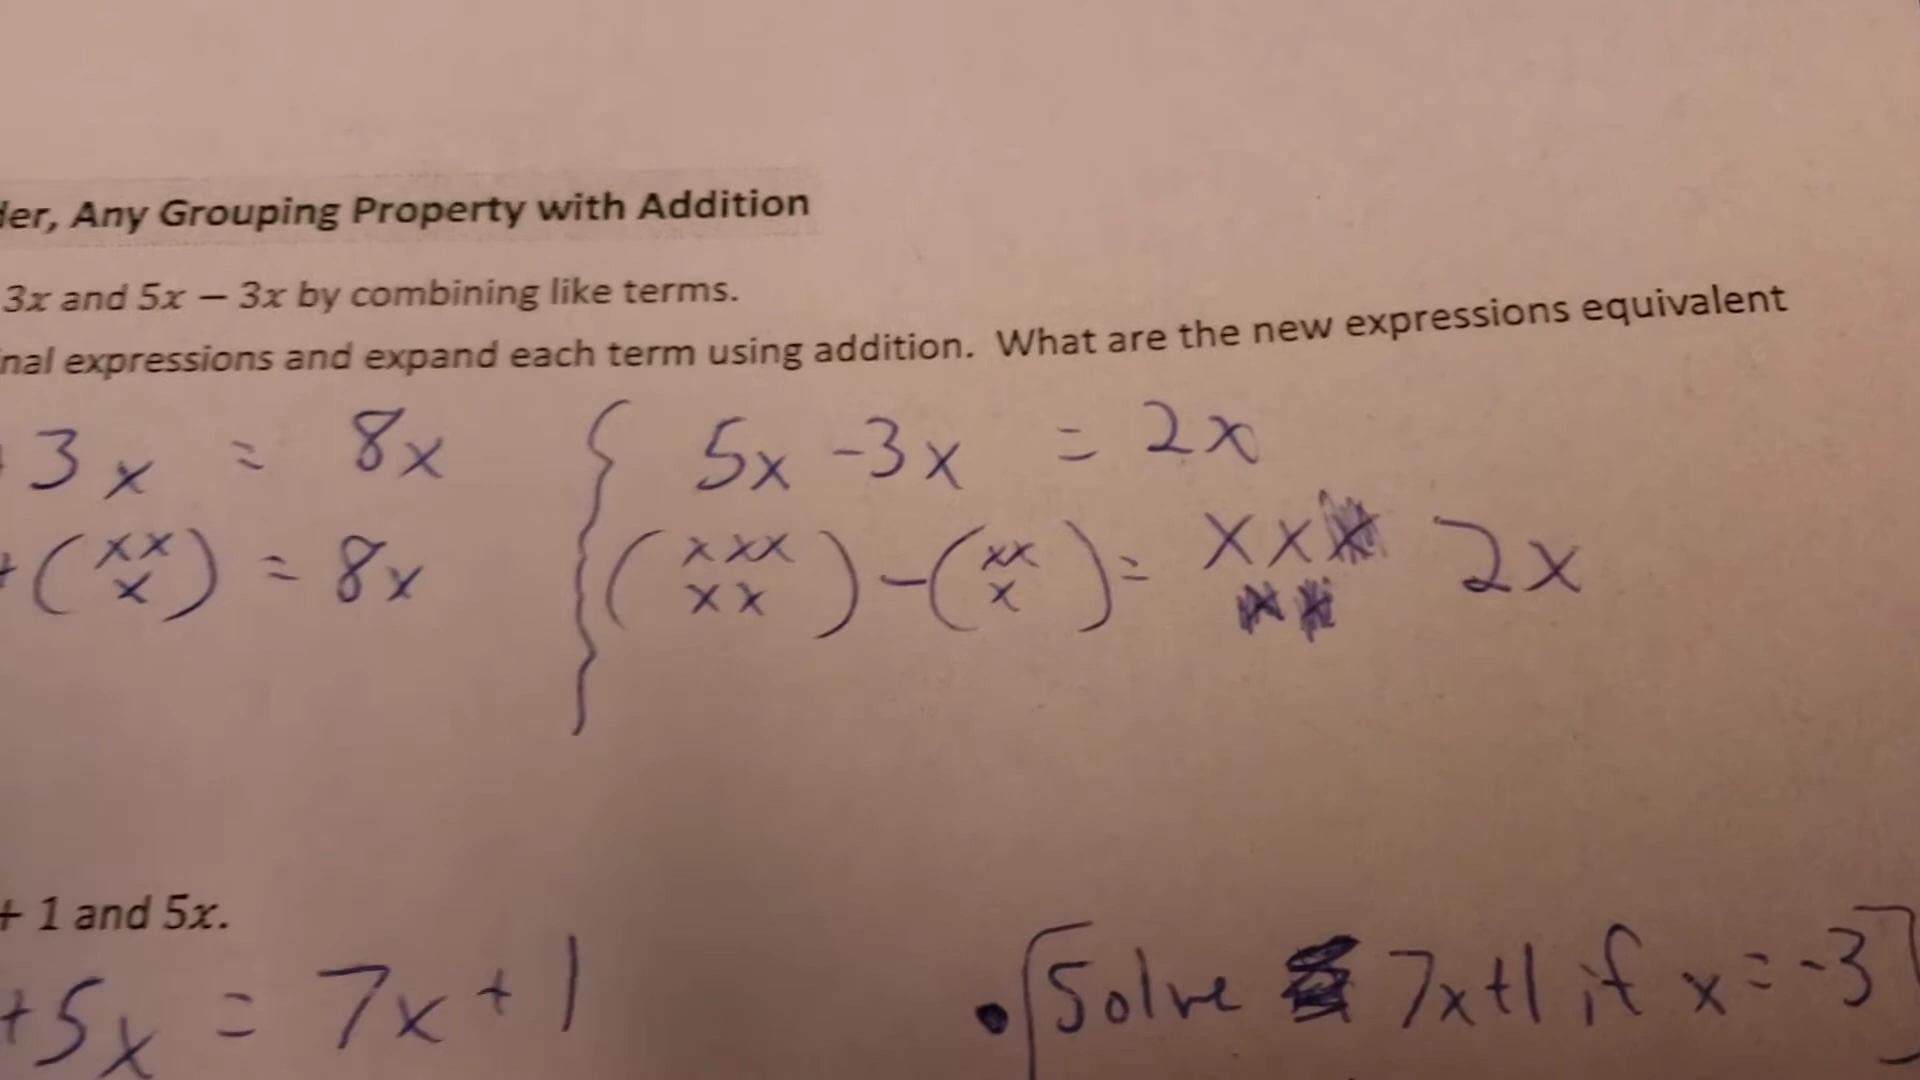 der, Any Grouping Property with Addition
3x and 5x – 3x by combining like terms.
nal expressions and expand each term using addition. What are the new expressions equivalent
3x = 8x { 5x - 3x = 2x
+ (xx x) = 8x (xxx xx) - (xx x) = xx 2x
+ 1 and 5x.
+5x = 7x + 1 • [Solve 7x+1 if x = -3]